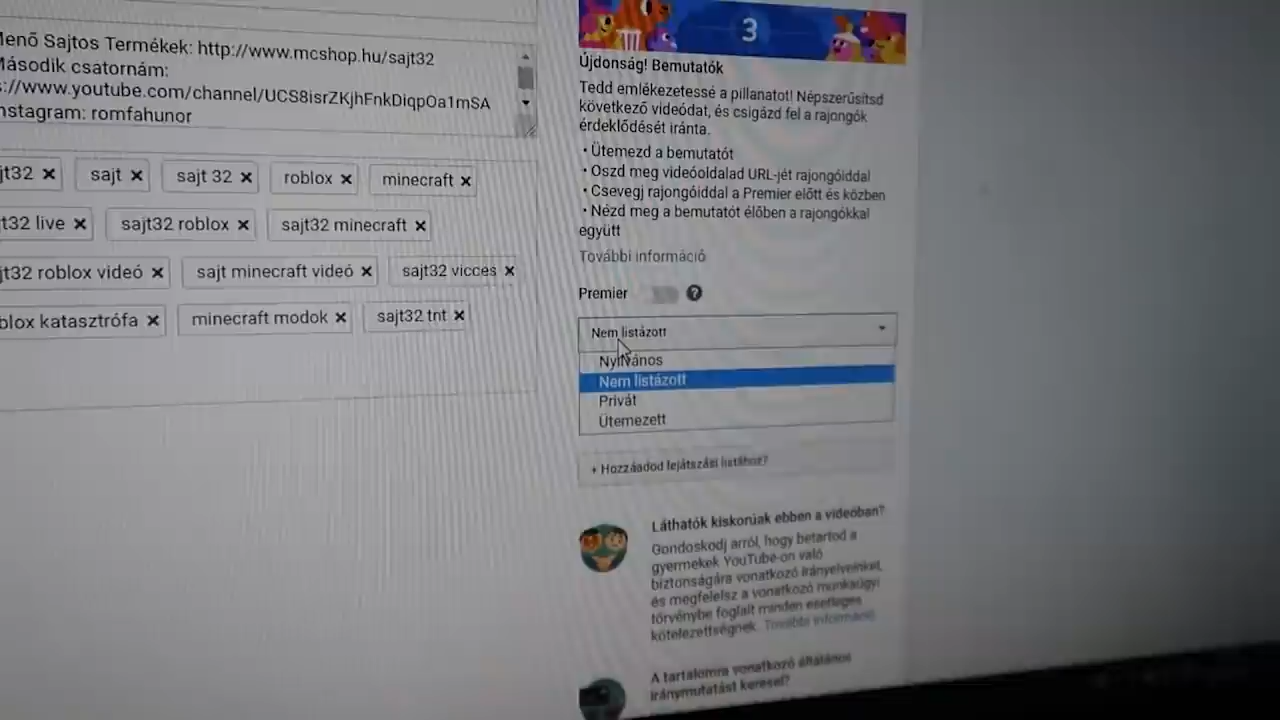 lenő Sajtos Termékek: http://www.mcshop.hu/sajt32
Második csatornám:
s://www.youtube.com/channel/UCS8isrZKjhFnkDiqpOa1mSA
nstagram: romfahunor
jt32 × sajt × sajt 32 × roblox × minecraft ×
t32 live × sajt32 roblox × sajt32 minecraft ×
jt32 roblox videó × sajt minecraft videó × sajt32 vicces ×
blox katasztrófa × minecraft modok × sajt32 tnt ×
3
Újdonság! Bemutatók
Tedd emlékezetessé a pillanatot! Népszerűsítsd
következő videódat, és csigázd fel a rajongók
érdeklődését iránta.
• Ütemezd a bemutatót
• Oszd meg videóoldalad URL-jét rajongóiddal
• Csevegj rajongóiddal a Premier előtt és közben
• Nézd meg a bemutatót élőben a rajongókkal
együtt
További információ
Premier ?
Nem listázott
Nyilvános
Nem listázott
Privát
Ütemezett
+ Hozzáadod lejátszási listához?
Láthatók kiskorúak ebben a videóban?
Gondoskodj arról, hogy betartod a
gyermekek YouTube-on való
biztonságára vonatkozó irányelveinket,
és megfelelsz a vonatkozó munkaügyi
törvénybe foglalt minden esetleges
kötelezettségnek. További információ
A tartalomra vonatkozó általános
iránymutatást keresel?